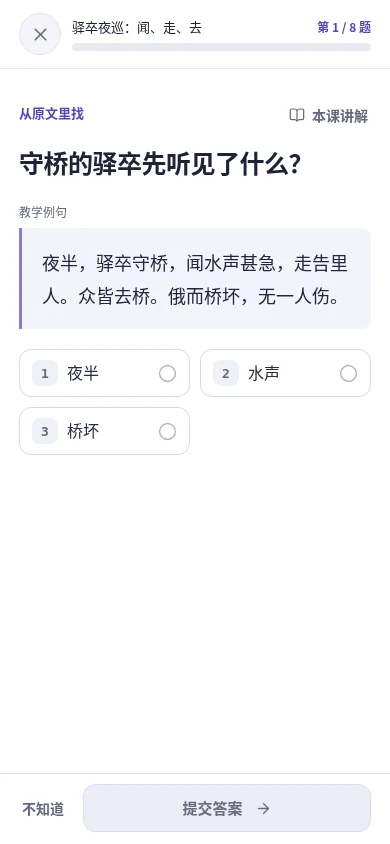 驿卒夜巡：闻、走、去
第 1 / 8 题
从原文里找
本课讲解
守桥的驿卒先听见了什么？
教学例句
夜半，驿卒守桥，闻水声甚急，走告里
人。众皆去桥。俄而桥坏，无一人伤。
1 夜半
2 水声
3 桥坏
不知道
提交答案 →